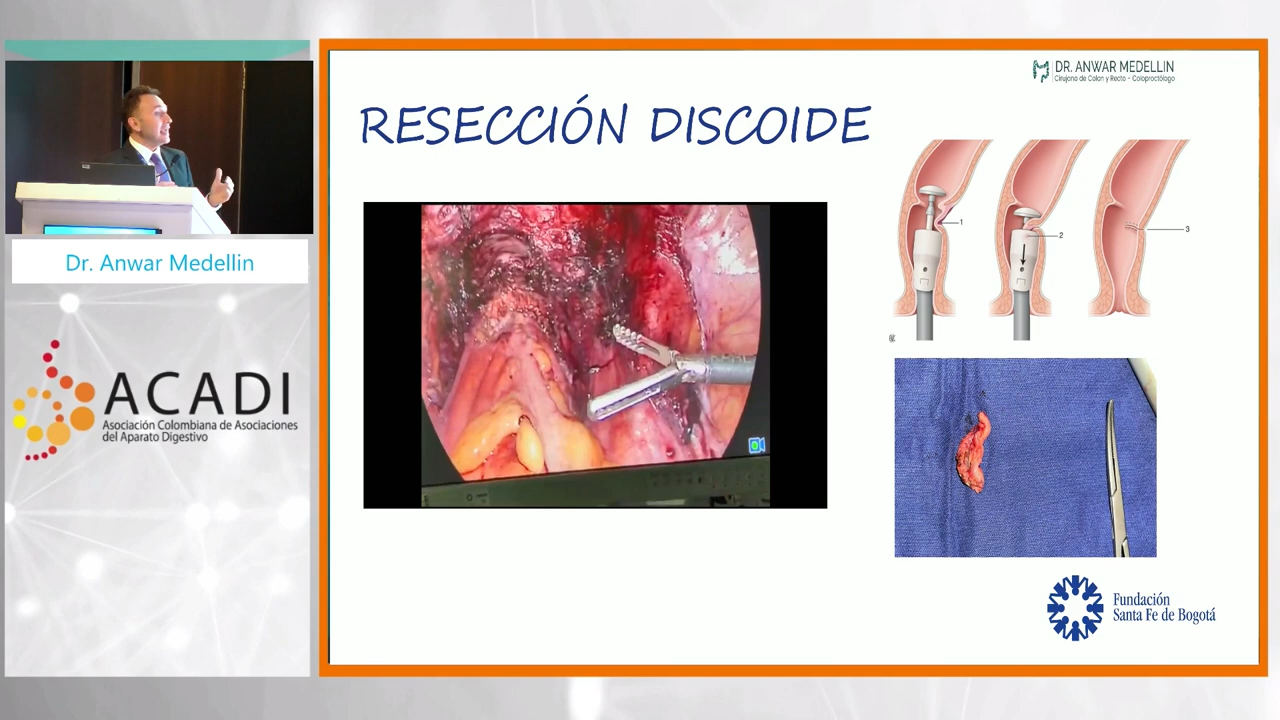 Dr. Anwar Medellin
ACADI
Asociación Colombiana de Asociaciones
del Aparato Digestivo
DR. ANWAR MEDELLIN
Cirujano de Colon y Recto - Coloproctólogo
RESECCIÓN DISCOIDE
1
2
3
Fundación
Santa Fe de Bogotá